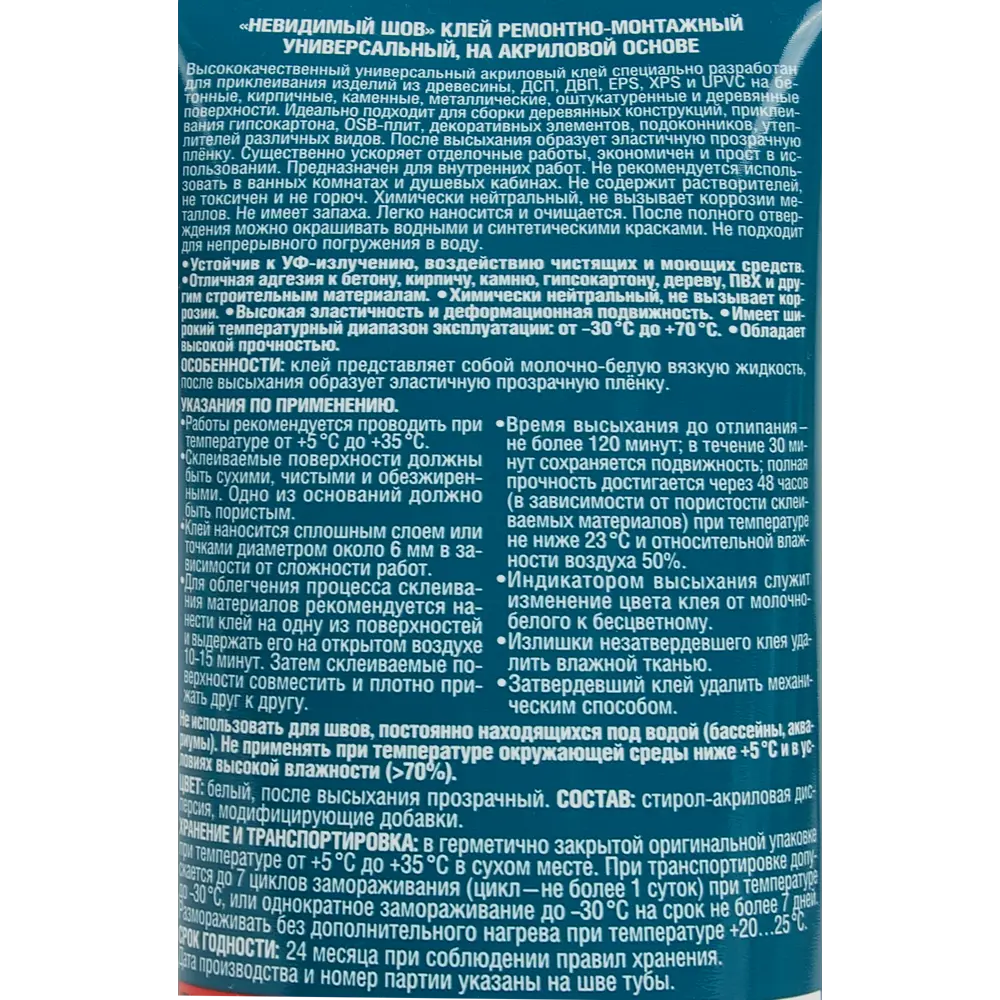 «НЕВИДИМЫЙ ШОВ» КЛЕЙ РЕМОНТНО-МОНТАЖНЫЙ
УНИВЕРСАЛЬНЫЙ, НА АКРИЛОВОЙ ОСНОВЕ
Высококачественный универсальный акриловый клей специально разработан
для приклеивания изделий из древесины, ДСП, ДВП, EPS, XPS и UPVC на бе-
тонные, кирпичные, каменные, металлические, оштукатуренные и деревянные
поверхности. Идеально подходит для сборки деревянных конструкций, приклеи-
вания гипсокартона, OSB-плит, декоративных элементов, подоконников, утеп-
лителей различных видов. После высыхания образует эластичную прозрачную
плёнку. Существенно ускоряет отделочные работы, экономичен и прост в ис-
пользовании. Предназначен для внутренних работ. Не рекомендуется исполь-
зовать в ванных комнатах и душевых кабинах. Не содержит растворителей,
не токсичен и не горюч. Химически нейтральный, не вызывает коррозии ме-
таллов. Не имеет запаха. Легко наносится и очищается. После полного отвер-
ждения можно окрашивать водными и синтетическими красками. Не подходит
для непрерывного погружения в воду.
•Устойчив к УФ-излучению, воздействию чистящих и моющих средств.
•Отличная адгезия к бетону, кирпичу, камню, гипсокартону, дереву, ПВХ и дру-
гим строительным материалам. •Химически нейтральный, не вызывает кор-
розии. •Высокая эластичность и деформационная подвижность. •Имеет ши-
рокий температурный диапазон эксплуатации: от –30°С до +70°С. •Обладает
высокой прочностью.
ОСОБЕННОСТИ: клей представляет собой молочно-белую вязкую жидкость,
после высыхания образует эластичную прозрачную плёнку.
УКАЗАНИЯ ПО ПРИМЕНЕНИЮ.
•Работы рекомендуется проводить при
температуре от +5°С до +35°С.
•Склеиваемые поверхности должны
быть сухими, чистыми и обезжирен-
ными. Одно из оснований должно
быть пористым.
•Клей наносится сплошным слоем или
точками диаметром около 6 мм в за-
висимости от сложности работ.
•Для облегчения процесса склеива-
ния материалов рекомендуется на-
нести клей на одну из поверхностей
и выдержать его на открытом воздухе
10-15 минут. Затем склеиваемые по-
верхности совместить и плотно при-
жать друг к другу.
•Время высыхания до отлипания–
не более 120 минут; в течение 30 ми-
нут сохраняется подвижность; полная
прочность достигается через 48 часов
(в зависимости от пористости склеи-
ваемых материалов) при температуре
не ниже 23°С и относительной влаж-
ности воздуха 50%.
•Индикатором высыхания служит
изменение цвета клея от молочно-
белого к бесцветному.
•Излишки незатвердевшего клея уда-
лить влажной тканью.
•Затвердевший клей удалить механи-
ческим способом.
Не использовать для швов, постоянно находящихся под водой (бассейны, аква-
риумы). Не применять при температуре окружающей среды ниже +5°С и в ус-
ловиях высокой влажности (>70%).
ЦВЕТ: белый, после высыхания прозрачный. СОСТАВ: стирол-акриловая дис-
персия, модифицирующие добавки.
ХРАНЕНИЕ И ТРАНСПОРТИРОВКА: в герметично закрытой оригинальной упаковке
при температуре от +5°С до +35°С в сухом месте. При транспортировке допу-
скается до 7 циклов замораживания (цикл—не более 1 суток) при температуре
до –30°С, или однократное замораживание до –30°С на срок не более 7 дней.
Размораживать без дополнительного нагрева при температуре +20...25°С.
СРОК ГОДНОСТИ: 24 месяца при соблюдении правил хранения.
Дата производства и номер партии указаны на шве тубы.